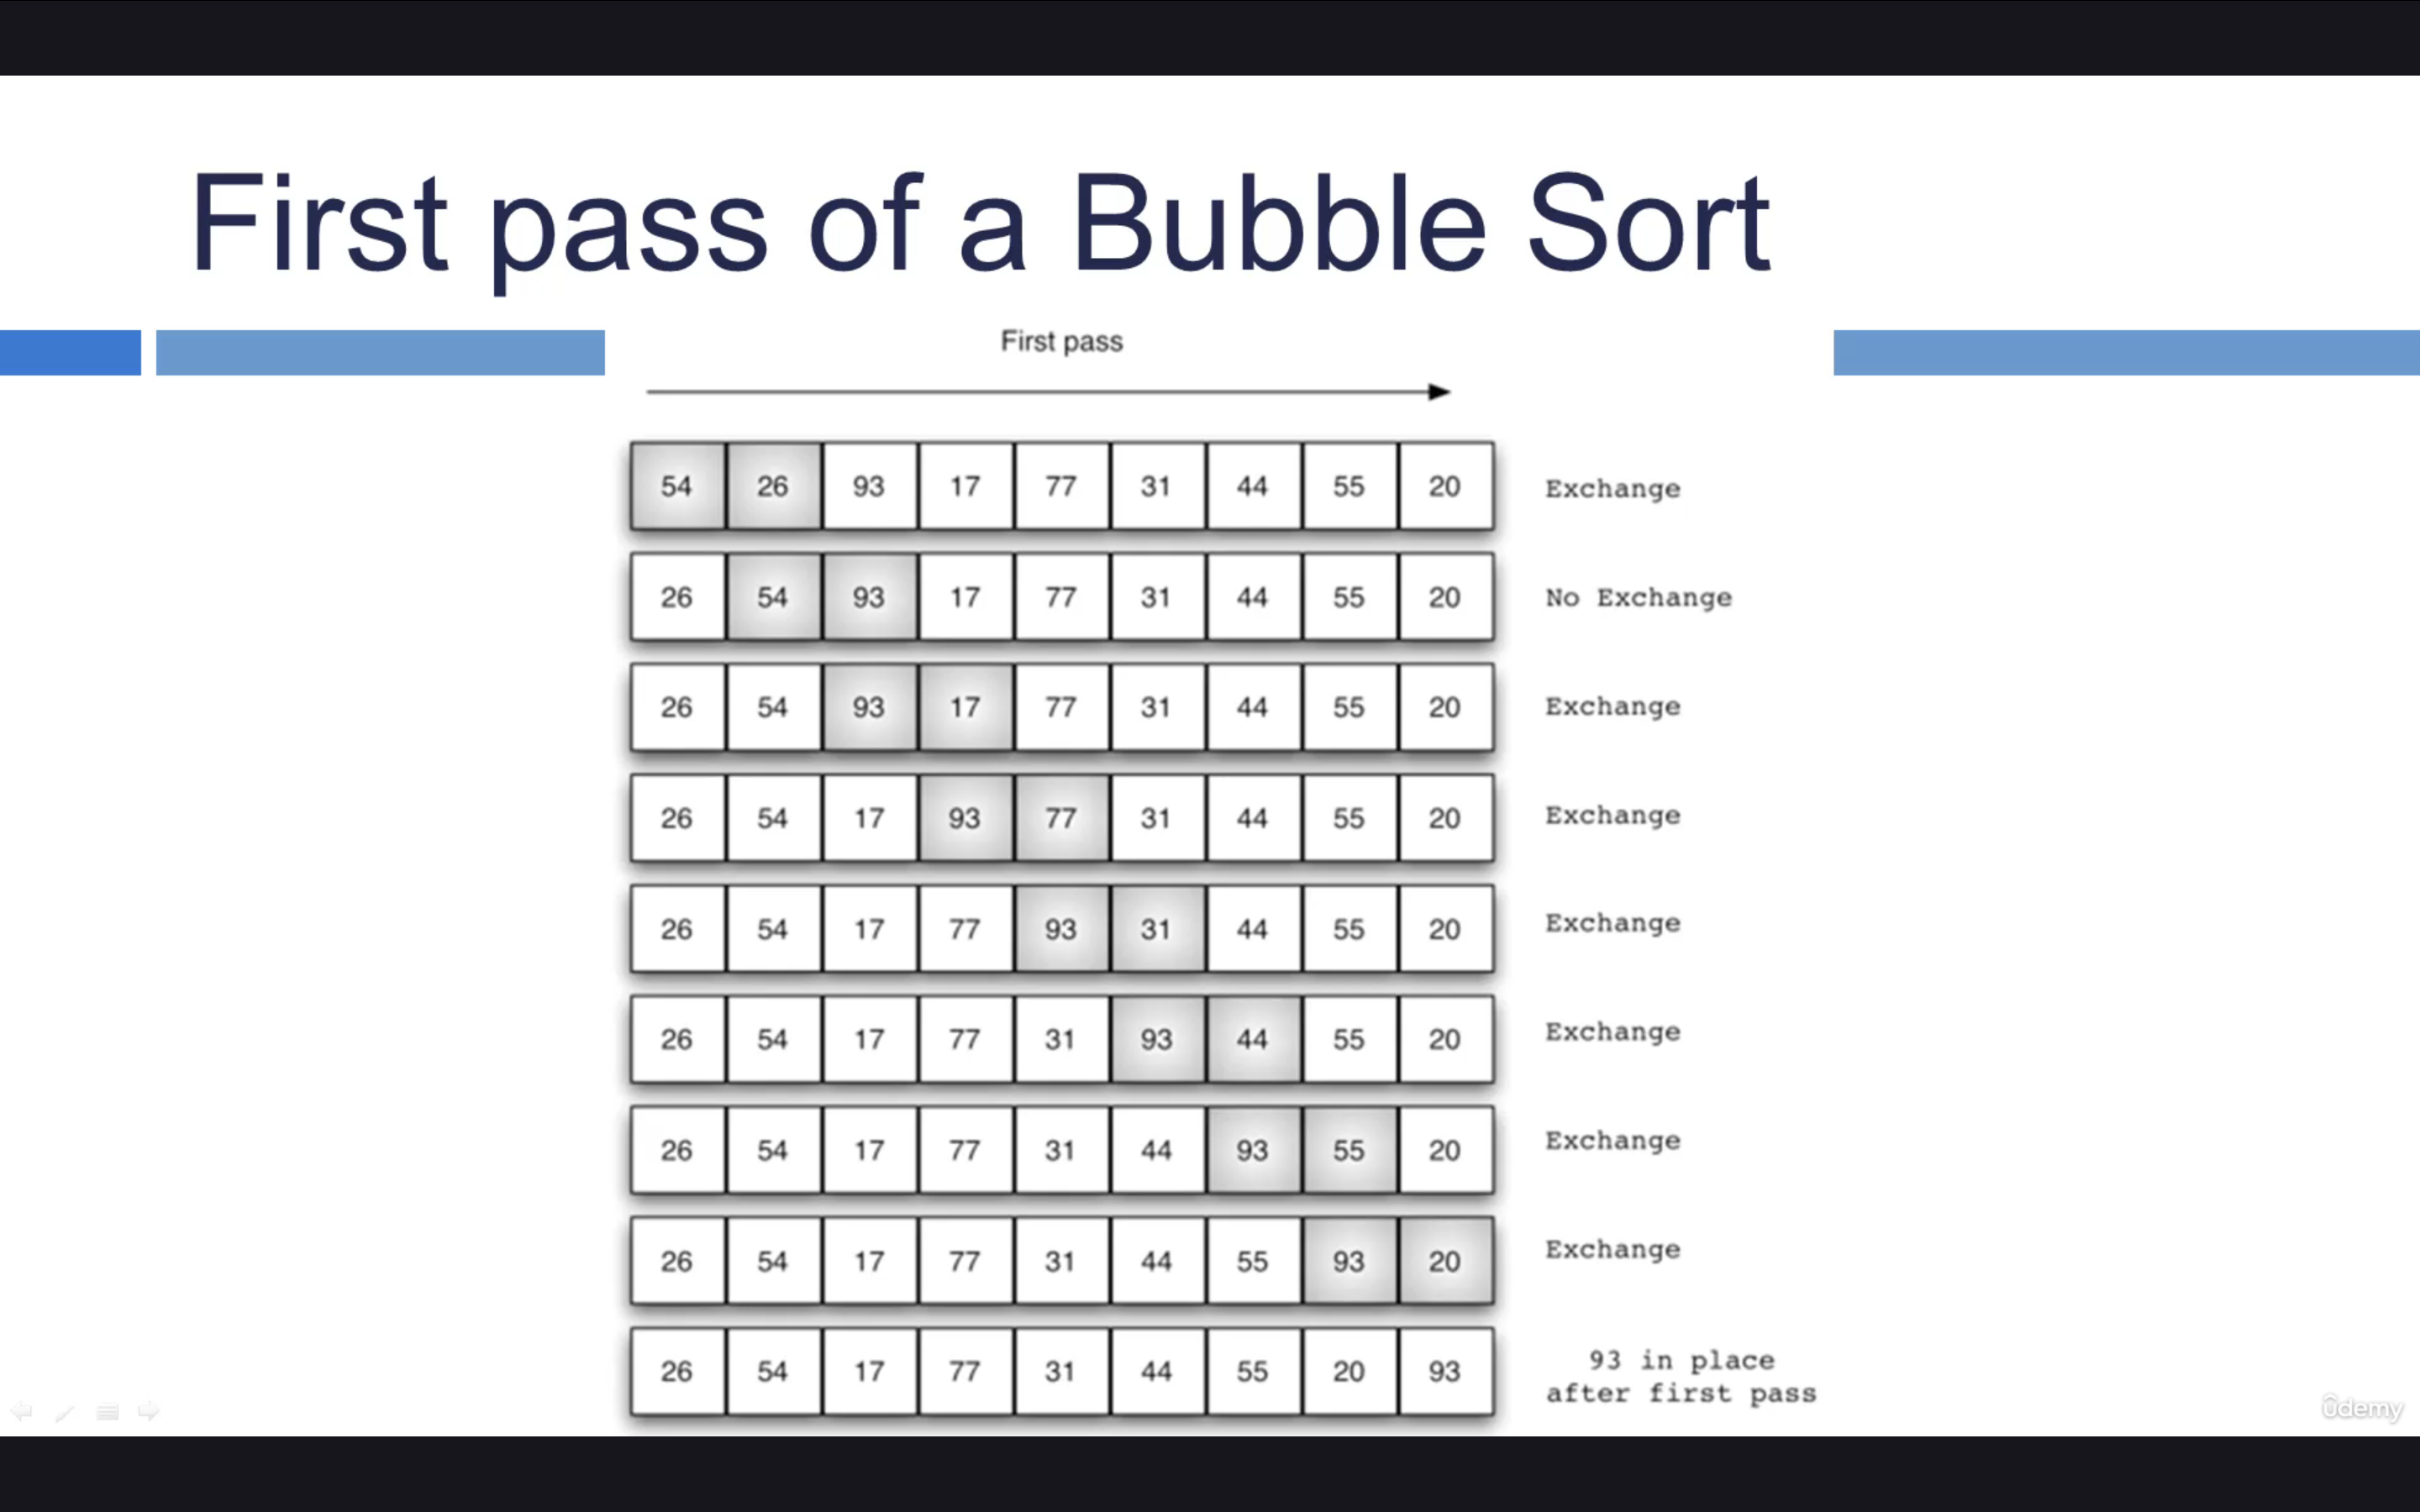 First pass of a Bubble Sort
First pass
54 26 93 17 77 31 44 55 20 Exchange
26 54 93 17 77 31 44 55 20 No Exchange
26 54 93 17 77 31 44 55 20 Exchange
26 54 17 93 77 31 44 55 20 Exchange
26 54 17 77 93 31 44 55 20 Exchange
26 54 17 77 31 93 44 55 20 Exchange
26 54 17 77 31 44 93 55 20 Exchange
26 54 17 77 31 44 55 93 20 Exchange
26 54 17 77 31 44 55 20 93 93 in place
after first pass
ûdemy